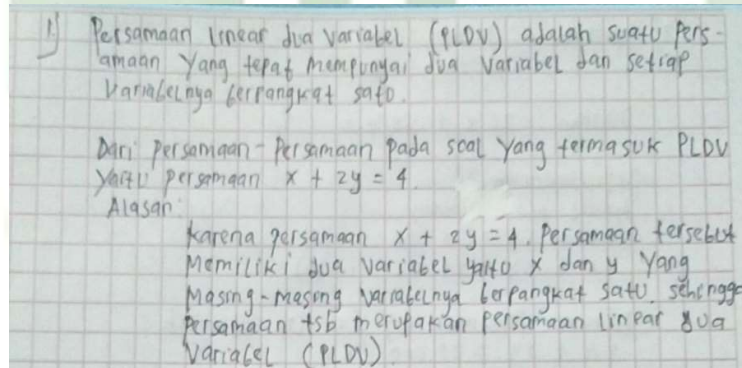 1) Persamaan linear dua variabel (PLDV) adalah suatu Pers-
amaan Yang tepat mempunyai dua variabel dan setiap
variabelnya berpangkat satu.
Dari persamaan-Persamaan pada soal Yang termasuk PLDV
yaitu persamaan x + 2y = 4.
Alasan:
Karena persamaan x + 2y = 4. Persamaan tersebut
Memiliki dua variabel yaitu x dan y Yang
Masing-masing variabelnya berpangkat satu. sehingga
Persamaan tsb merupakan persamaan linear dua
Variabel (PLDV)